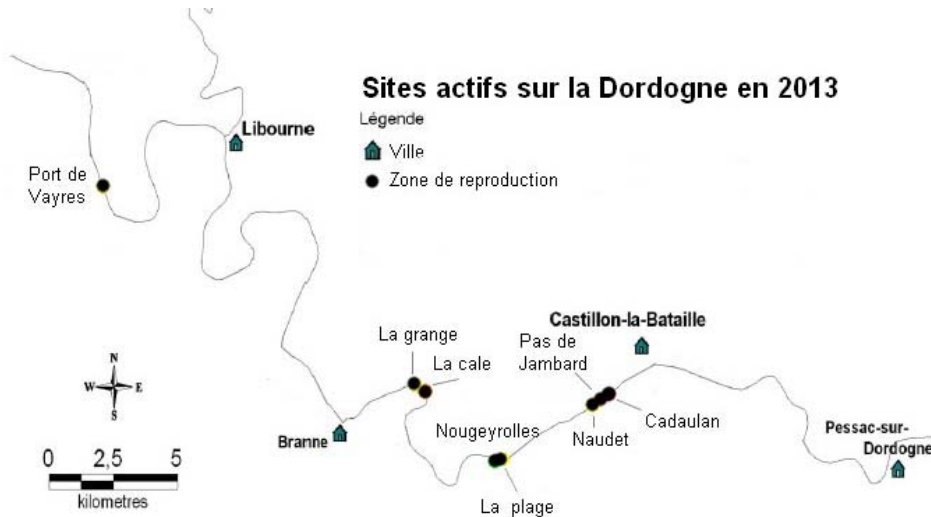 Sites actifs sur la Dordogne en 2013
Légende
Ville
Zone de reproduction
Libourne
Port de
Vayres
Castillon-la-Bataille
La grange
Pas de
Jambard
La cale
Cadaulan
Nougeyrolles
Naudet
Branne
Pessac-sur-
Dordogne
La plage
N
W E
S
0 2,5 5
kilometres